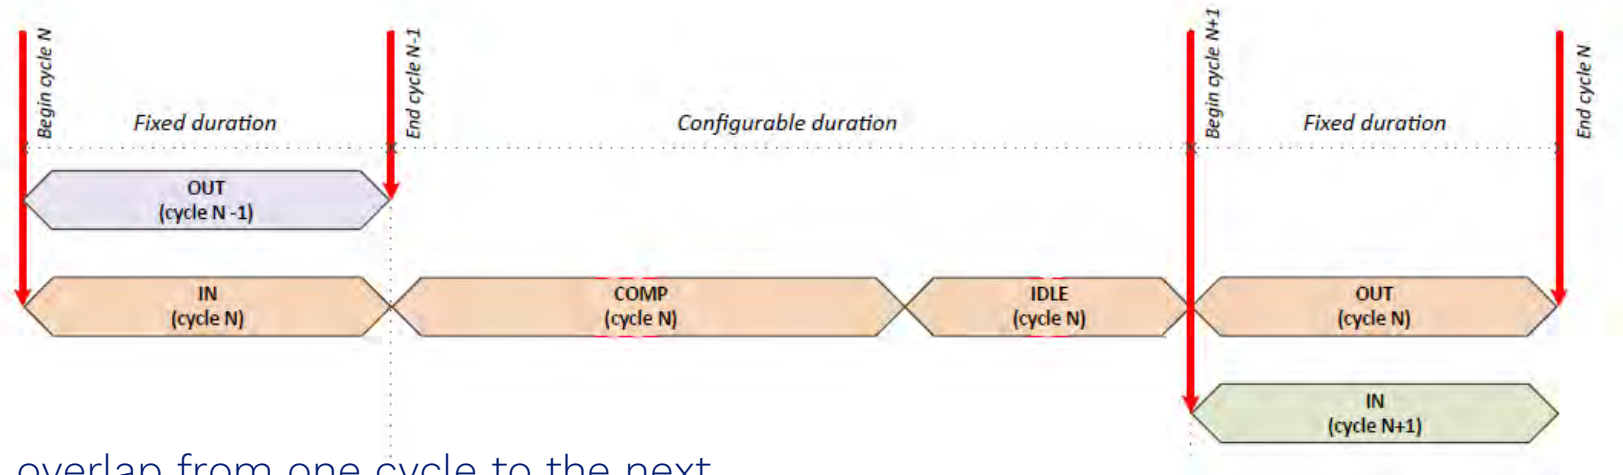 Begin cycle N
End cycle N-1
Begin cycle N+1
End cycle N
Fixed duration
Configurable duration
Fixed duration
OUT
(cycle N -1)
IN
(cycle N)
COMP
(cycle N)
IDLE
(cycle N)
OUT
(cycle N)
IN
(cycle N+1)
overlap from one cycle to the next